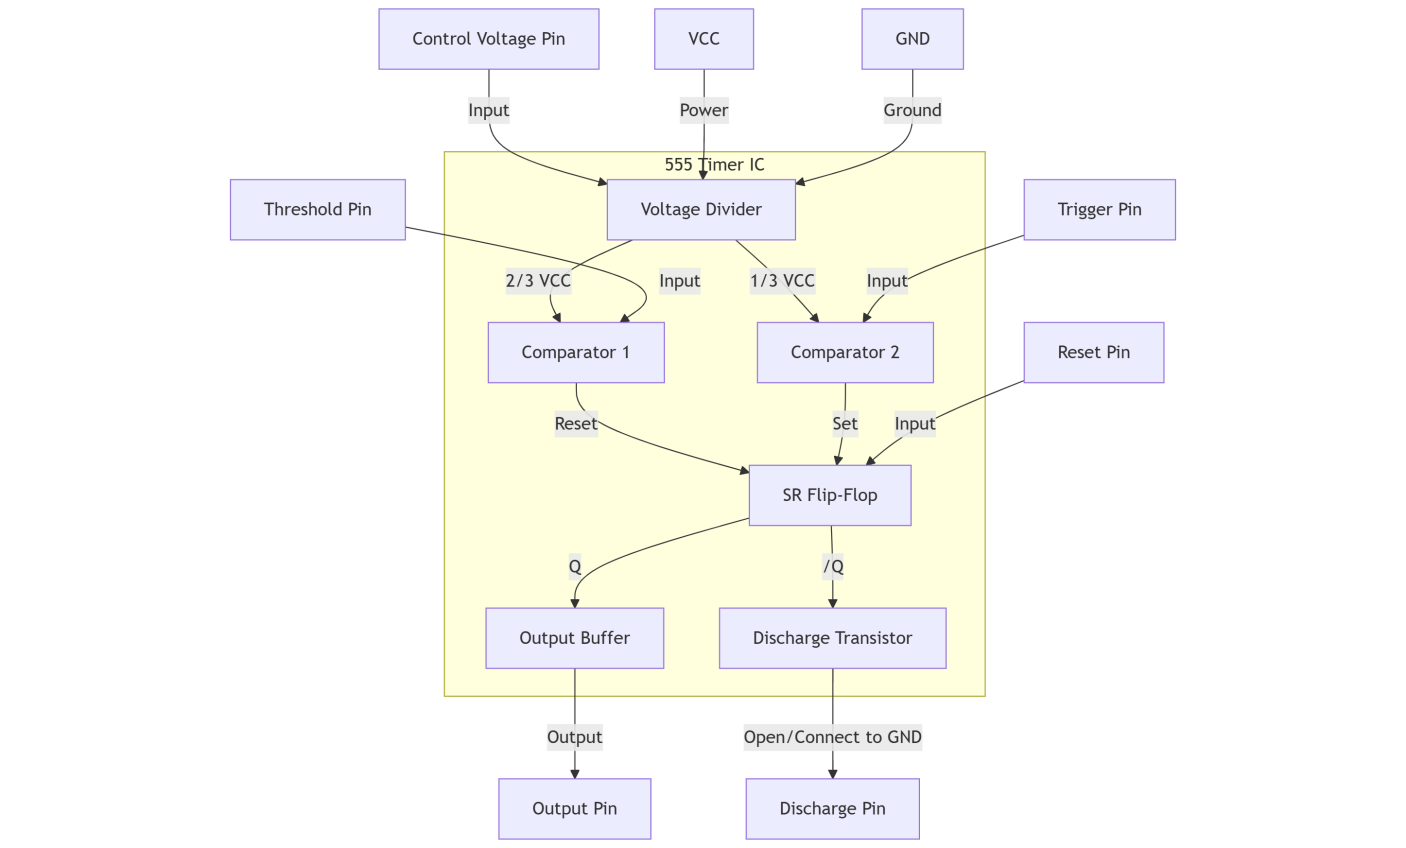 Control Voltage Pin
VCC
GND
Input
Power
Ground
555 Timer IC
Threshold Pin
Voltage Divider
Trigger Pin
2/3 VCC
Input
1/3 VCC
Input
Comparator 1
Comparator 2
Reset Pin
Reset
Set
Input
SR Flip-Flop
Q
/Q
Output Buffer
Discharge Transistor
Output
Open/Connect to GND
Output Pin
Discharge Pin